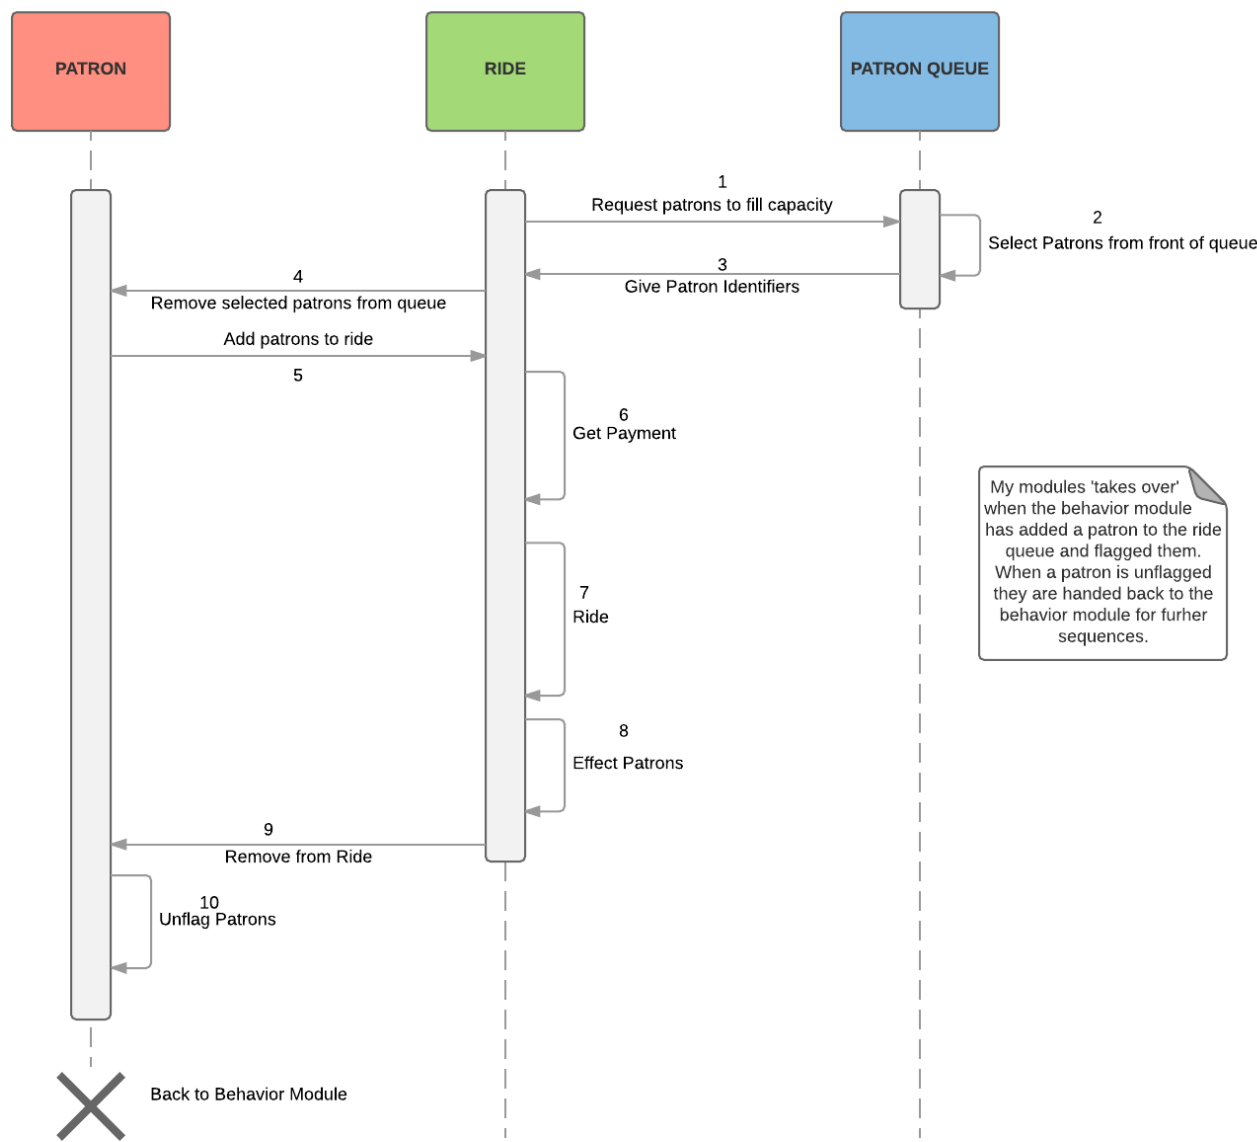 PATRON
RIDE
PATRON QUEUE
1
Request patrons to fill capacity
2
Select Patrons from front of queue
3
Give Patron Identifiers
4
Remove selected patrons from queue
Add patrons to ride
5
6
Get Payment
My modules 'takes over'
when the behavior module
has added a patron to the ride
queue and flagged them.
When a patron is unflagged
they are handed back to the
behavior module for furher
sequences.
7
Ride
8
Effect Patrons
9
Remove from Ride
10
Unflag Patrons
Back to Behavior Module